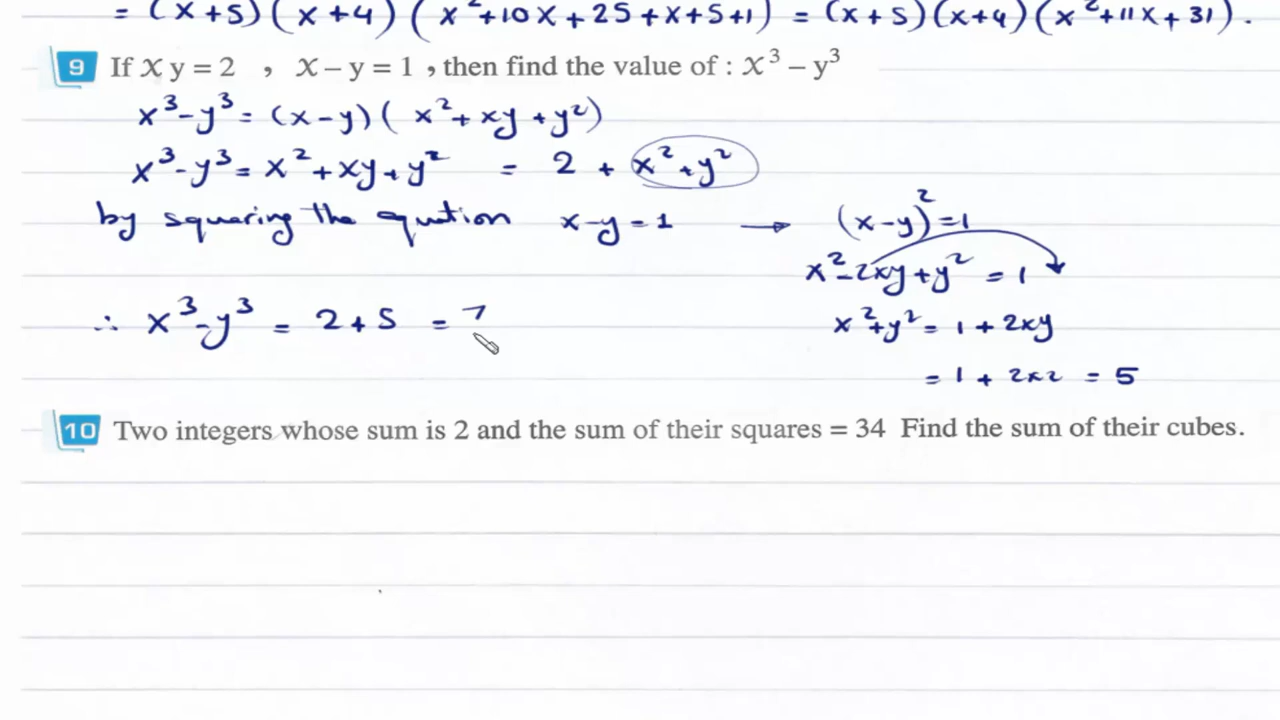 = (x+5)(x+4)(x²+10x+25+x+5+1) = (x+5)(x+4)(x²+11x+31).
9 If x y = 2 , x – y = 1 , then find the value of : x³ – y³
x³-y³ = (x-y)(x²+xy+y²)
x³-y³ = x²+xy+y² = 2 + x²+y²
by squaring the qution x-y=1 → (x-y)²=1
x²-2xy+y² = 1
∴ x³-y³ = 2+5 = 7 x²+y² = 1+2xy
= 1 + 2×2 = 5
10 Two integers whose sum is 2 and the sum of their squares = 34 Find the sum of their cubes.